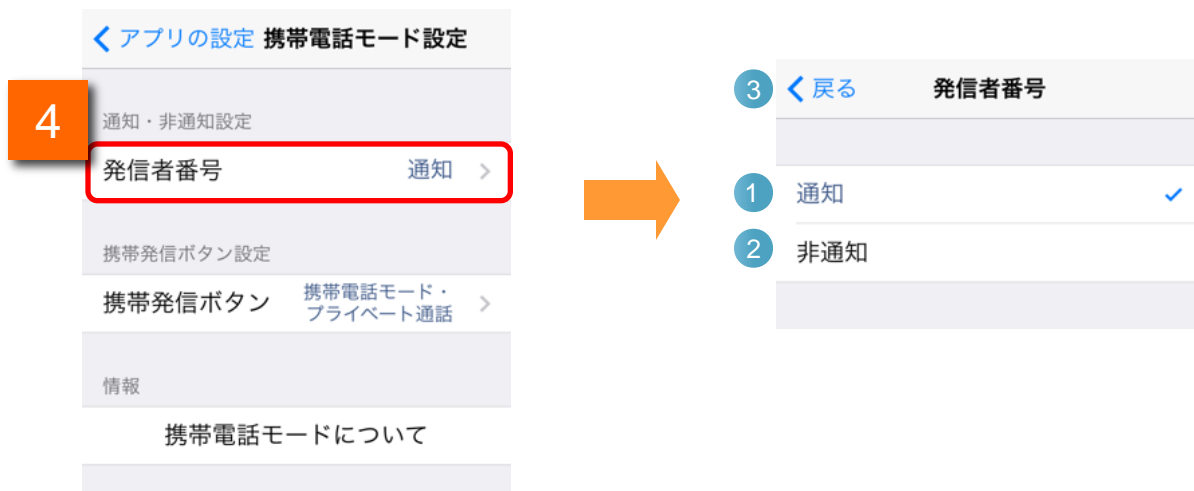 アプリの設定 携帯電話モード設定
4
通知・非通知設定
発信者番号 通知
携帯発信ボタン設定
携帯発信ボタン 携帯電話モード・
プライベート通話
情報
携帯電話モードについて
3 戻る 発信者番号
1 通知
2 非通知